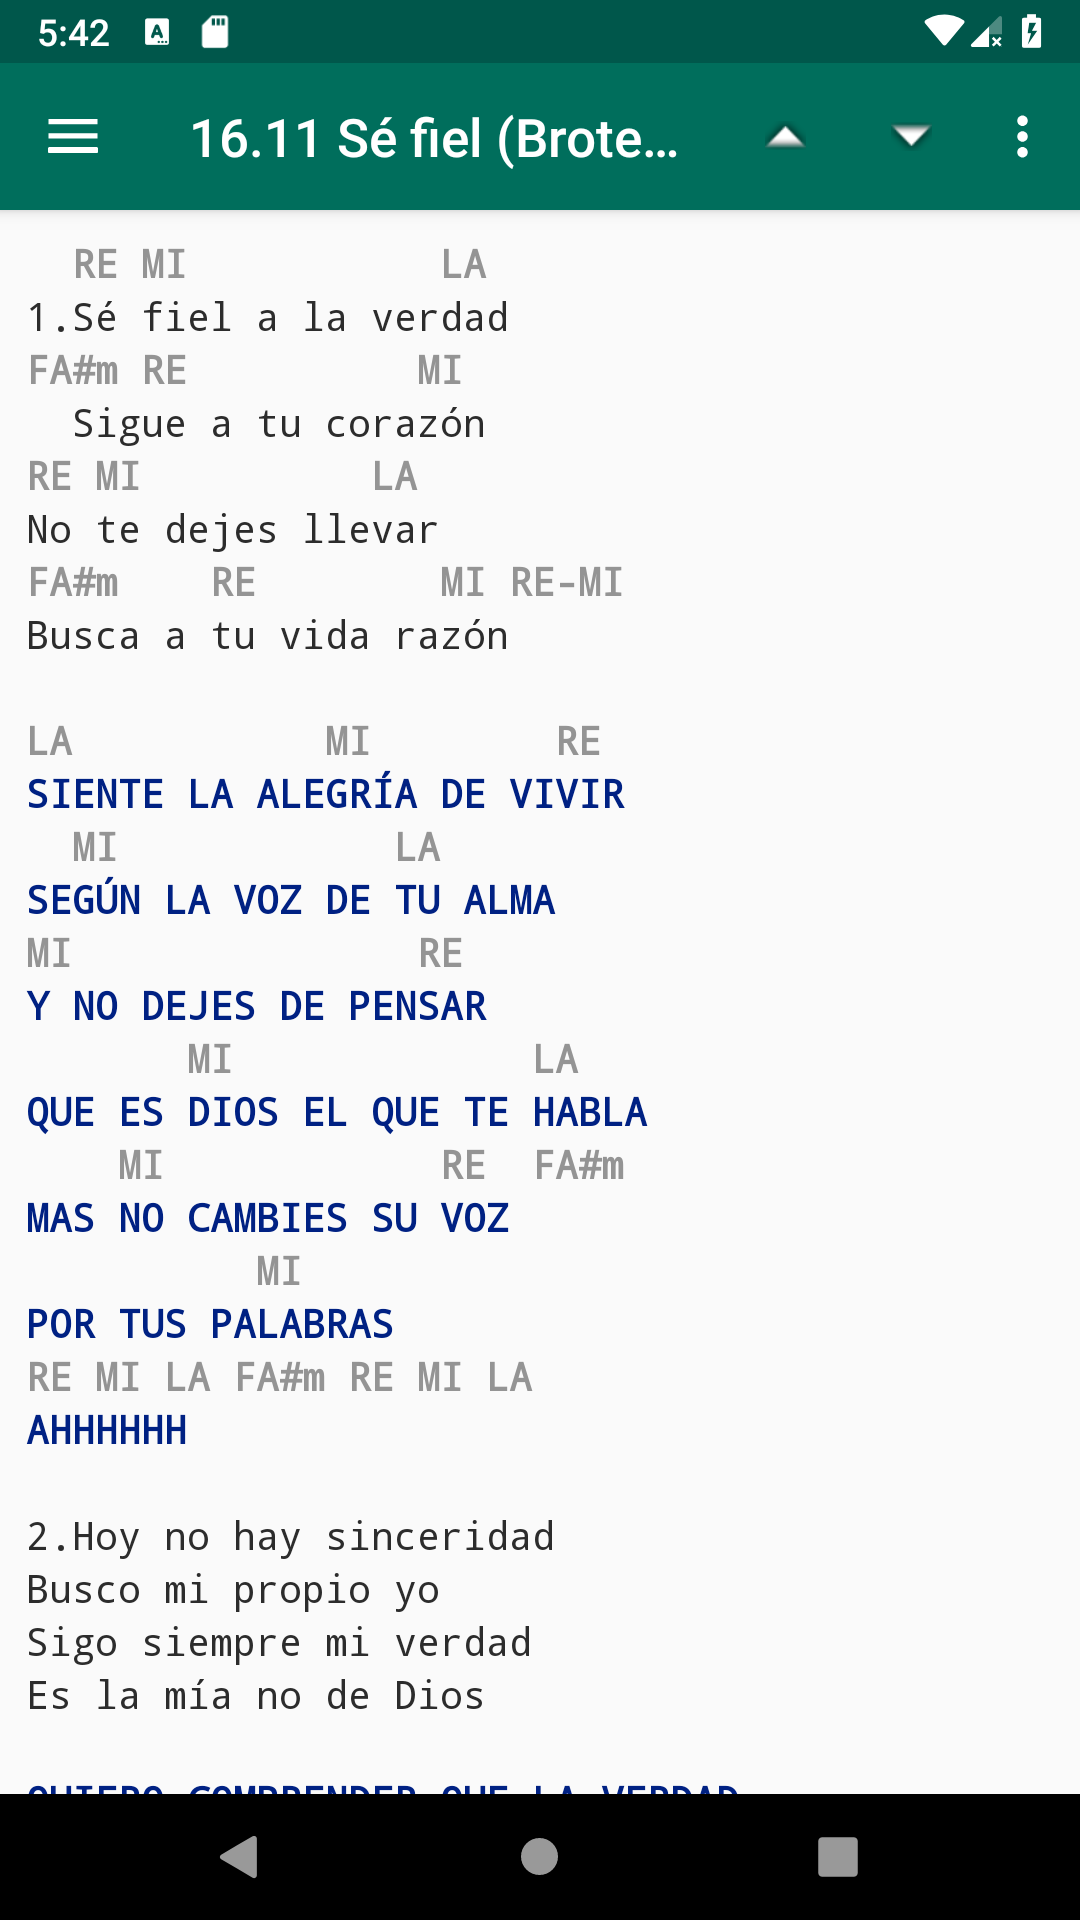 5:42
16.11 Sé fiel (Brote...
  RE MI           LA
1.Sé fiel a la verdad
FA#m RE          MI
  Sigue a tu corazón
RE MI          LA
No te dejes llevar
FA#m    RE        MI RE-MI
Busca a tu vida razón
LA           MI        RE
SIENTE LA ALEGRÍA DE VIVIR
  MI            LA
SEGÚN LA VOZ DE TU ALMA
MI               RE
Y NO DEJES DE PENSAR
       MI             LA
QUE ES DIOS EL QUE TE HABLA
    MI            RE  FA#m
MAS NO CAMBIES SU VOZ
          MI
POR TUS PALABRAS
RE MI LA FA#m RE MI LA
AHHHHHH
2.Hoy no hay sinceridad
Busco mi propio yo
Sigo siempre mi verdad
Es la mía no de Dios
QUIERO COMPRENDER QUE LA VERDAD